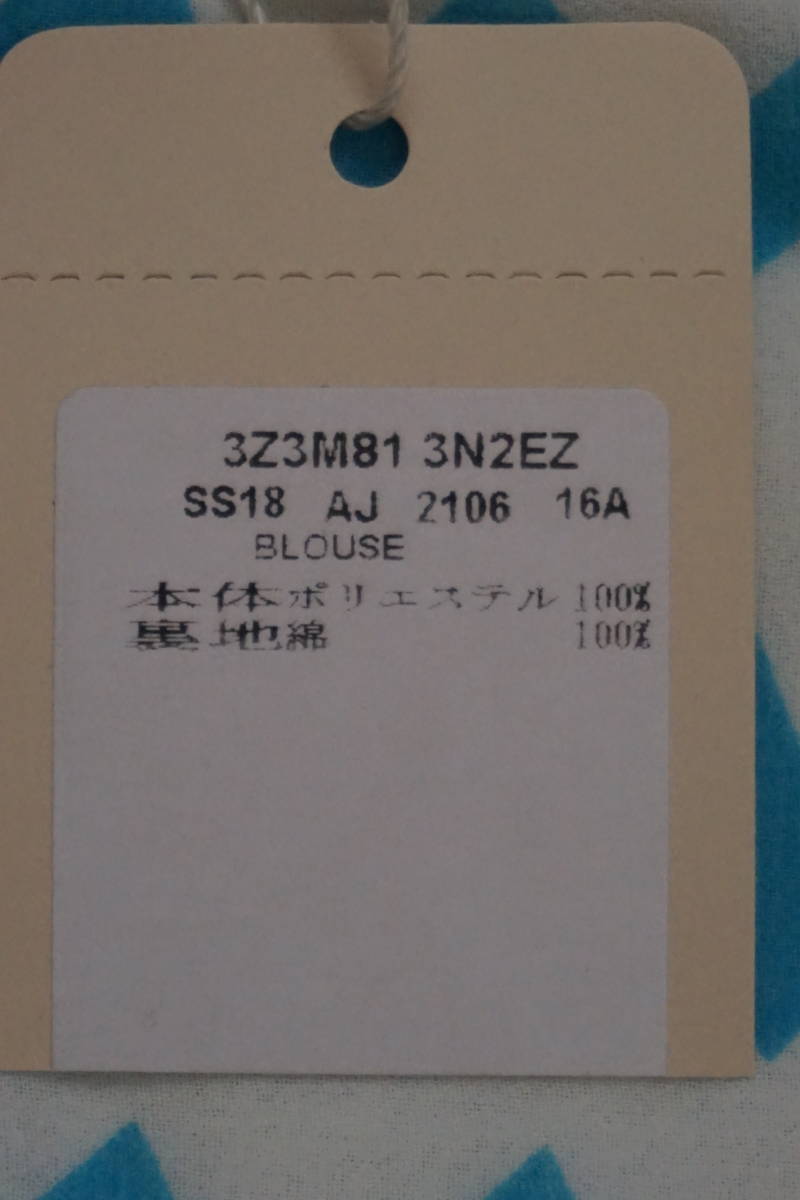 3Z3M81 3N2EZ
SS18 AJ 2106 16A
BLOUSE
本体ポリエステル 100%
裏地綿 100%